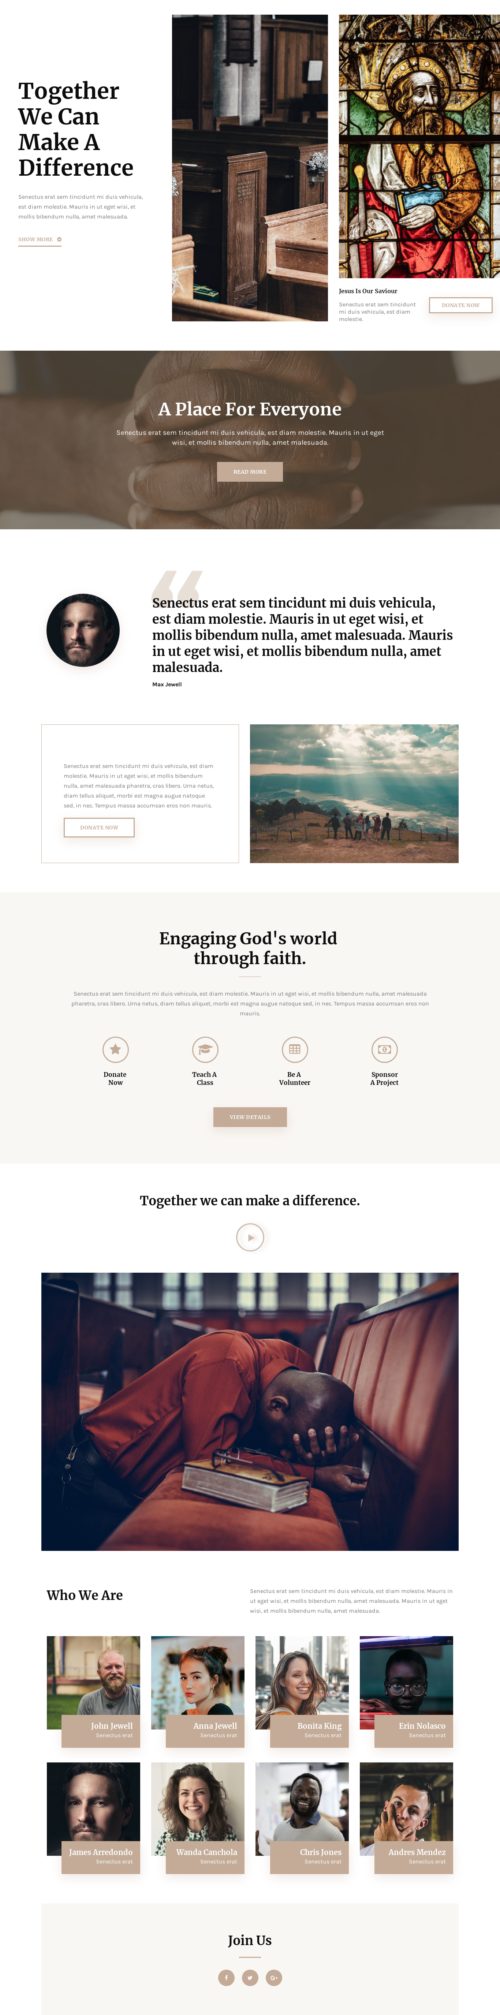 Together
We Can
Make A
Difference
Senectus erat sem tincidunt mi duis vehicula,
est diam molestie. Mauris in ut eget wisi, et
mollis bibendum nulla, amet malesuada.
SHOW MORE
Jesus Is Our Saviour
Senectus erat sem tincidunt
mi duis vehicula, est diam
molestie.
DONATE NOW
A Place For Everyone
Senectus erat sem tincidunt mi duis vehicula, est diam molestie. Mauris in ut eget
wisi, et mollis bibendum nulla, amet malesuada.
READ MORE
“
Senectus erat sem tincidunt mi duis vehicula,
est diam molestie. Mauris in ut eget wisi, et
mollis bibendum nulla, amet malesuada. Mauris
in ut eget wisi, et mollis bibendum nulla, amet
malesuada.
Max Jewell
Senectus erat sem tincidunt mi duis vehicula, est diam
molestie. Mauris in ut eget wisi, et mollis bibendum
nulla, amet malesuada pharetra, cras libero. Urna netus,
diam tellus aliquet, morbi est magna augue natoque
sed, in nec. Tempus massa accumsan eros non mauris.
DONATE NOW
Engaging God's world
through faith.
Senectus erat sem tincidunt mi duis vehicula, est diam molestie. Mauris in ut eget wisi, et mollis bibendum nulla, amet malesuada
pharetra, cras libero. Urna netus, diam tellus aliquet, morbi est magna augue natoque sed, in nec. Tempus massa accumsan eros non
mauris.
Donate
Now
Teach A
Class
Be A
Volunteer
Sponsor
A Project
VIEW DETAILS
Together we can make a difference.
Who We Are
Senectus erat sem tincidunt mi duis vehicula, est diam molestie. Mauris in
ut eget wisi, et mollis bibendum nulla, amet malesuada. Mauris in ut eget
wisi, et mollis bibendum nulla, amet malesuada.
John Jewell
Senectus erat
Anna Jewell
Senectus erat
Bonita King
Senectus erat
Erin Nolasco
Senectus erat
James Arredondo
Senectus erat
Wanda Canchola
Senectus erat
Chris Jones
Senectus erat
Andres Mendez
Senectus erat
Join Us